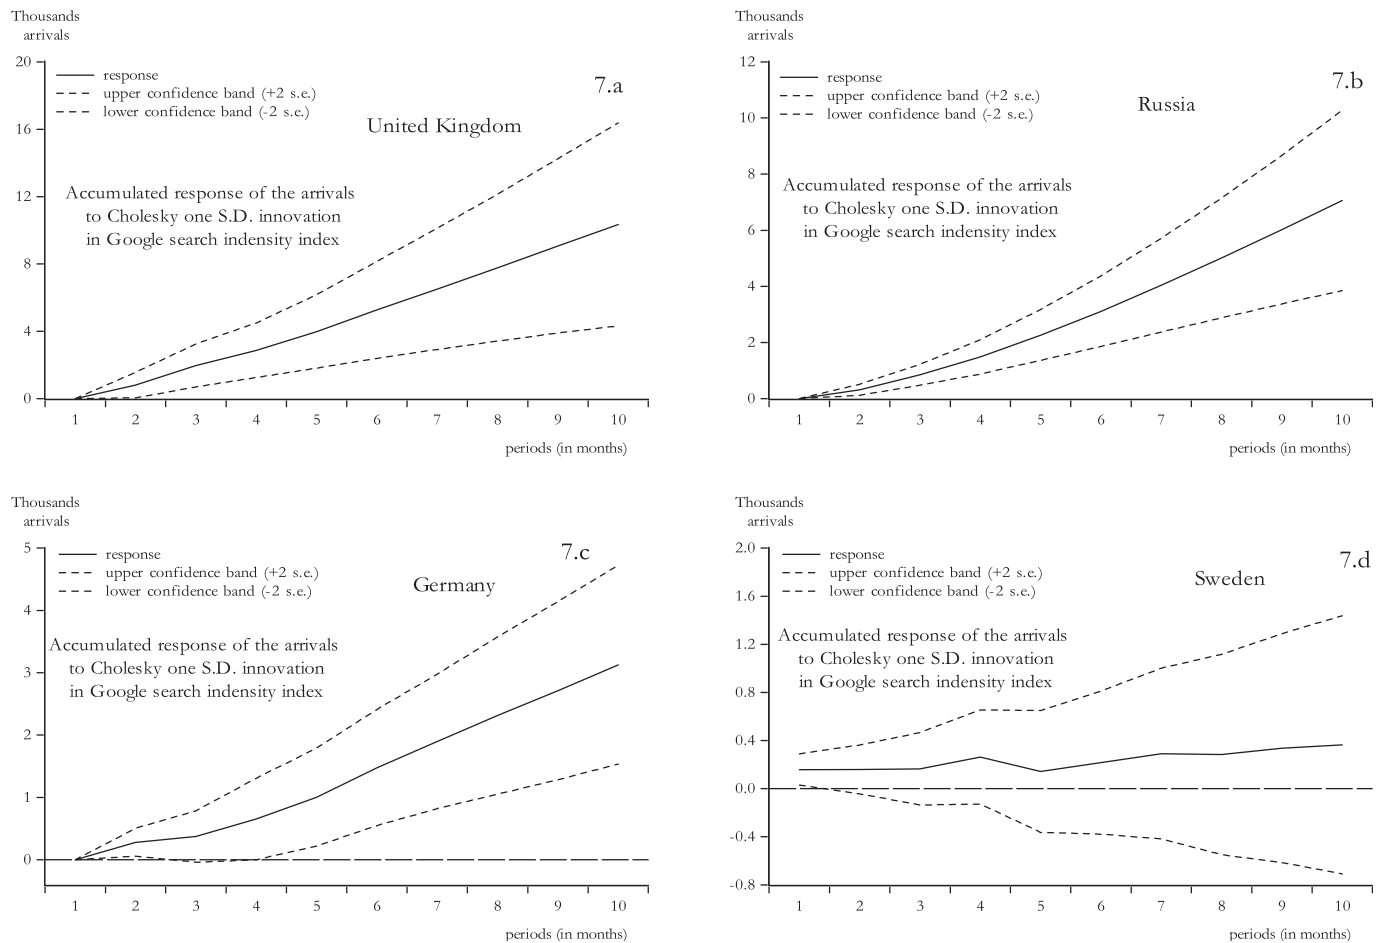 Thousands
arrivals
20
16
12
8
4
0
response
upper confidence band (+2 s.e.)
lower confidence band (-2 s.e.)
7.a
United Kingdom
Accumulated response of the arrivals
to Cholesky one S.D. innovation
in Google search indensity index
1 2 3 4 5 6 7 8 9 10
periods (in months)
Thousands
arrivals
12
10
8
6
4
2
0
response
upper confidence band (+2 s.e.)
lower confidence band (-2 s.e.)
7.b
Russia
Accumulated response of the arrivals
to Cholesky one S.D. innovation
in Google search indensity index
1 2 3 4 5 6 7 8 9 10
periods (in months)
Thousands
arrivals
5
4
3
2
1
0
response
upper confidence band (+2 s.e.)
lower confidence band (-2 s.e.)
7.c
Germany
Accumulated response of the arrivals
to Cholesky one S.D. innovation
in Google search indensity index
1 2 3 4 5 6 7 8 9 10
periods (in months)
Thousands
arrivals
2.0
1.6
1.2
0.8
0.4
0.0
-0.4
-0.8
response
upper confidence band (+2 s.e.)
lower confidence band (-2 s.e.)
7.d
Sweden
Accumulated response of the arrivals
to Cholesky one S.D. innovation
in Google search indensity index
1 2 3 4 5 6 7 8 9 10
periods (in months)